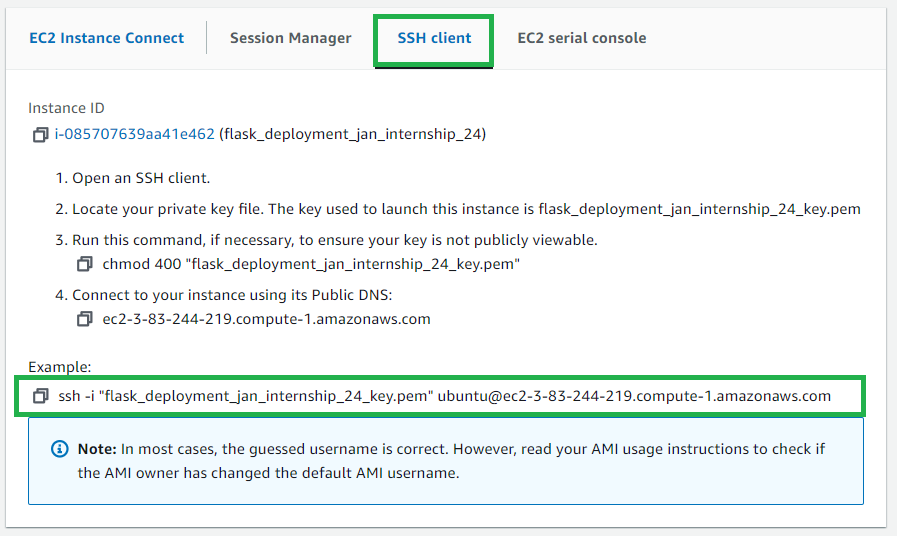 EC2 Instance Connect
Session Manager
SSH client
EC2 serial console
Instance ID
i-085707639aa41e462 (flask_deployment_jan_internship_24)
1. Open an SSH client.
2. Locate your private key file. The key used to launch this instance is flask_deployment_jan_internship_24_key.pem
3. Run this command, if necessary, to ensure your key is not publicly viewable.
chmod 400 "flask_deployment_jan_internship_24_key.pem"
4. Connect to your instance using its Public DNS:
ec2-3-83-244-219.compute-1.amazonaws.com
Example:
ssh -i "flask_deployment_jan_internship_24_key.pem" ubuntu@ec2-3-83-244-219.compute-1.amazonaws.com
Note: In most cases, the guessed username is correct. However, read your AMI usage instructions to check if
the AMI owner has changed the default AMI username.